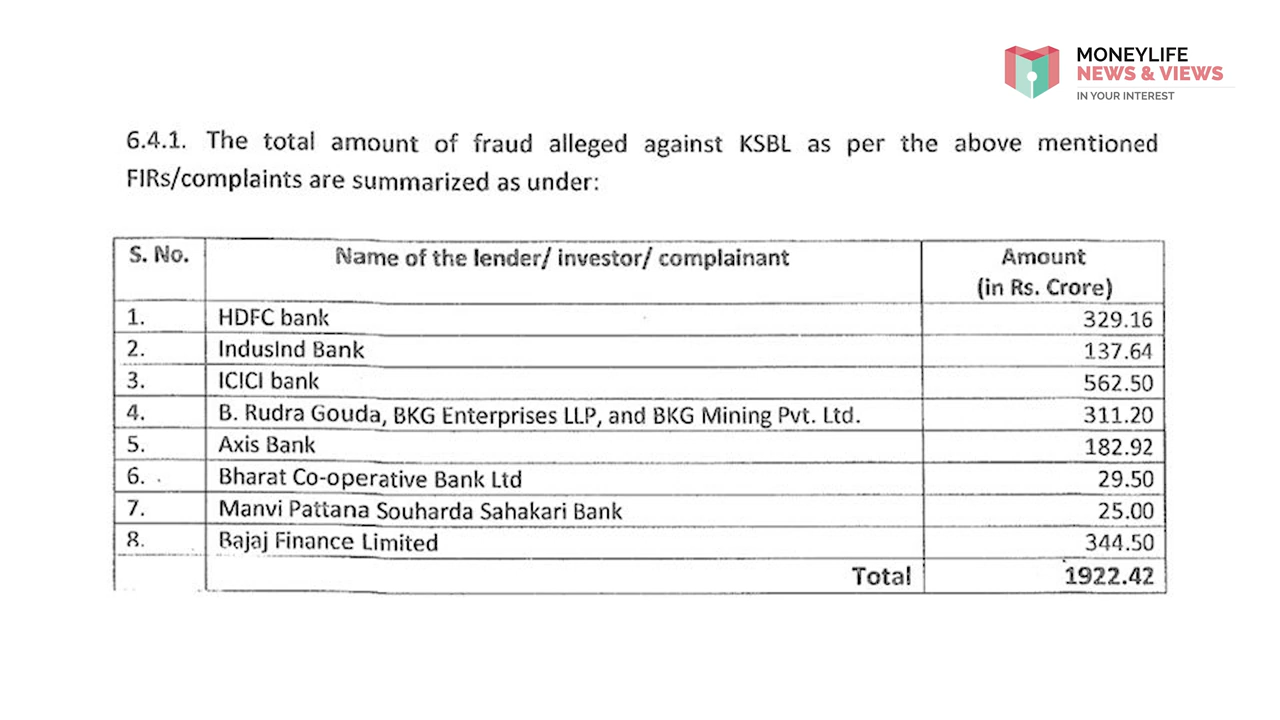 MONEYLIFE
NEWS & VIEWS
IN YOUR INTEREST
6.4.1. The total amount of fraud alleged against KSBL as per the above mentioned
FIRs/complaints are summarized as under:
S. No. Name of the lender/ investor/ complainant Amount
(in Rs. Crore)
1. HDFC bank 329.16
2. IndusInd Bank 137.64
3. ICICI bank 562.50
4. B. Rudra Gouda, BKG Enterprises LLP, and BKG Mining Pvt. Ltd. 311.20
5. Axis Bank 182.92
6. Bharat Co-operative Bank Ltd 29.50
7. Manvi Pattana Souharda Sahakari Bank 25.00
8. Bajaj Finance Limited 344.50
Total 1922.42